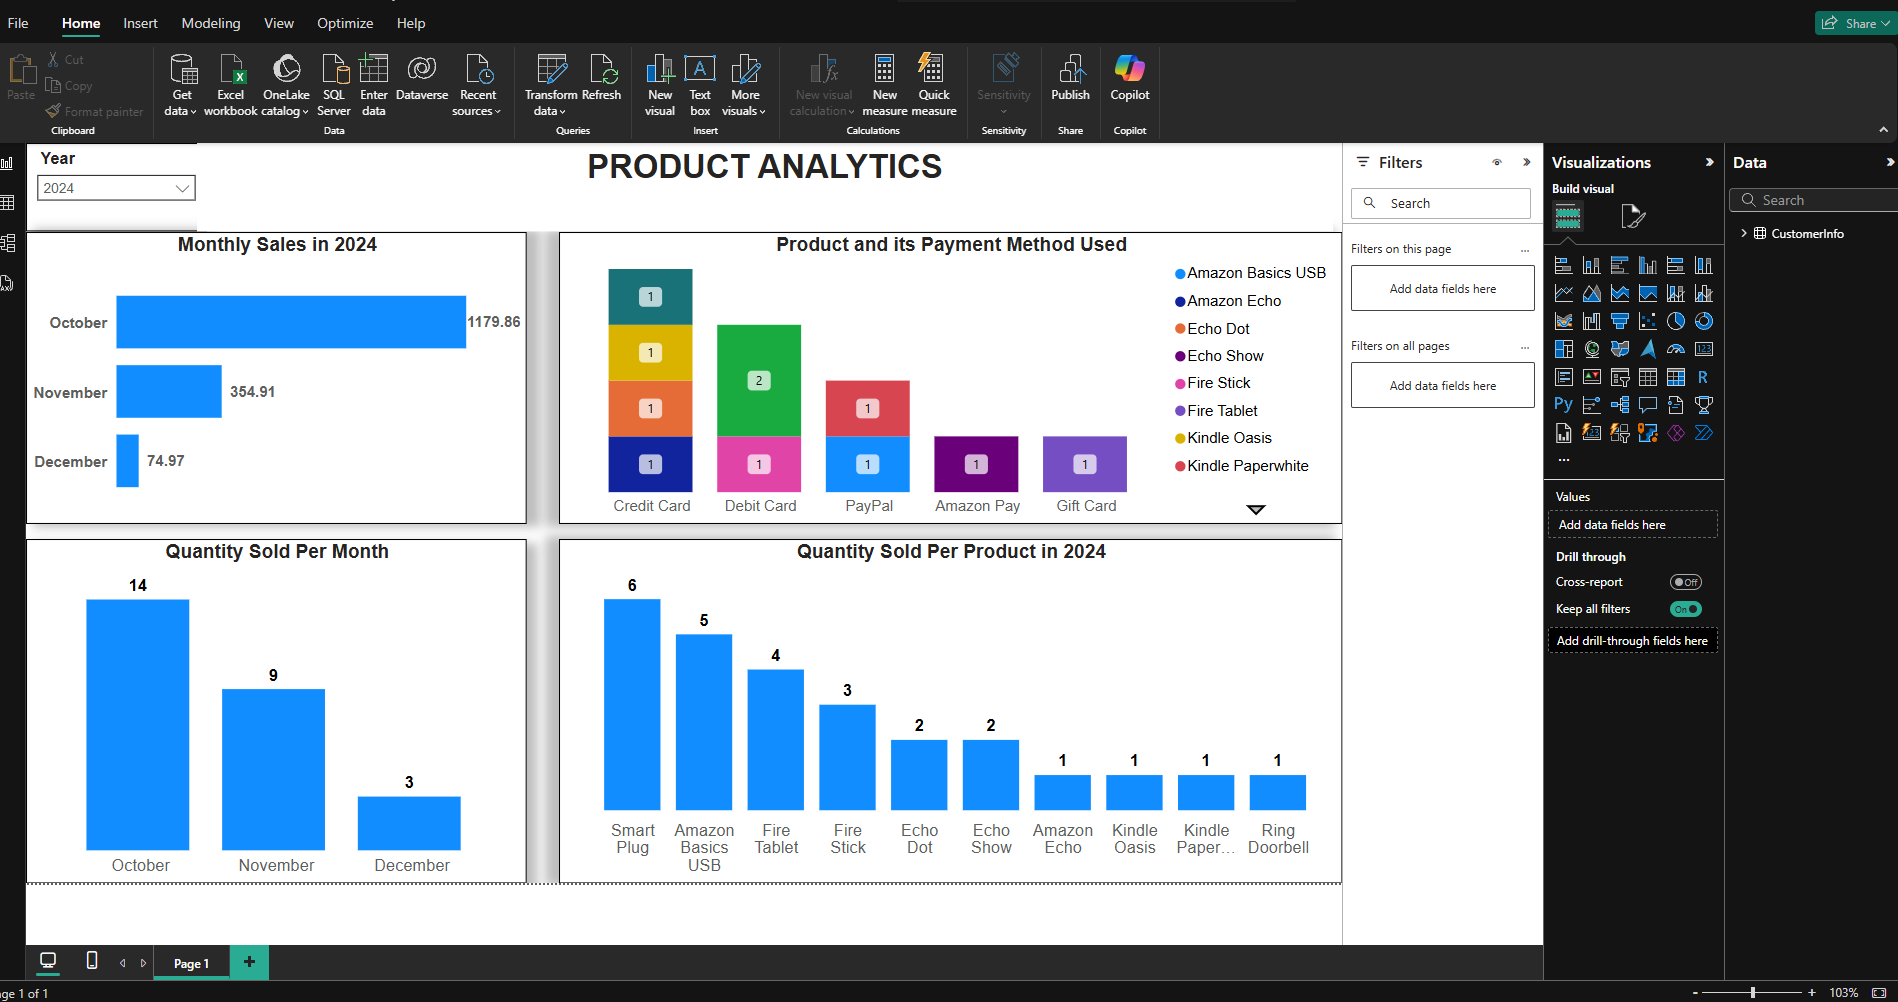 File Home Insert Modeling View Optimize Help
Share
Paste
Cut
Copy
Format painter
Clipboard
Get data
Excel workbook
OneLake catalog
SQL Server
Enter data
Dataverse
Recent sources
Data
Transform data
Refresh
Queries
New visual
Text box
More visuals
Insert
New visual calculation
New measure
Quick measure
Calculations
Sensitivity
Sensitivity
Publish
Share
Copilot
Copilot
Year
2024
PRODUCT ANALYTICS
Monthly Sales in 2024
October 1179.86
November 354.91
December 74.97
Product and its Payment Method Used
1
1
1 2 1
1 1 1 1 1
Credit Card Debit Card PayPal Amazon Pay Gift Card
Amazon Basics USB
Amazon Echo
Echo Dot
Echo Show
Fire Stick
Fire Tablet
Kindle Oasis
Kindle Paperwhite
Quantity Sold Per Month
14
9
3
October November December
Quantity Sold Per Product in 2024
6
5
4
3
2 2
1 1 1 1
Smart Plug
Amazon Basics USB
Fire Tablet
Fire Stick
Echo Dot
Echo Show
Amazon Echo
Kindle Oasis
Kindle Paper...
Ring Doorbell
Filters
Search
Filters on this page ...
Add data fields here
Filters on all pages ...
Add data fields here
Visualizations
Build visual
123
R
Py
123
...
Values
Add data fields here
Drill through
Cross-report Off
Keep all filters On
Add drill-through fields here
Data
Search
CustomerInfo
Page 1
+
ge 1 of 1
- + 103%